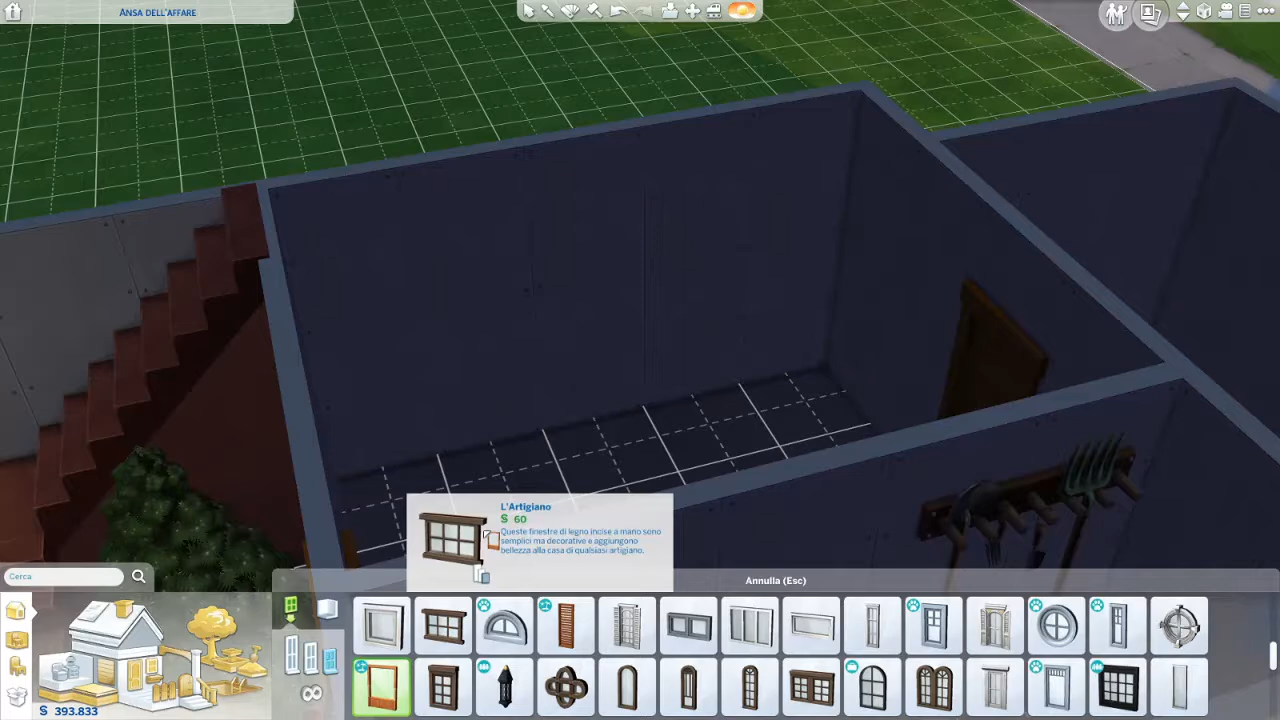 ANSA DELL'AFFARE
L'Artigiano
§ 60
Queste finestre di legno incise a mano sono
semplici ma decorative e aggiungono
bellezza alla casa di qualsiasi artigiano.
Annulla (Esc)
Cerca
§ 393.833